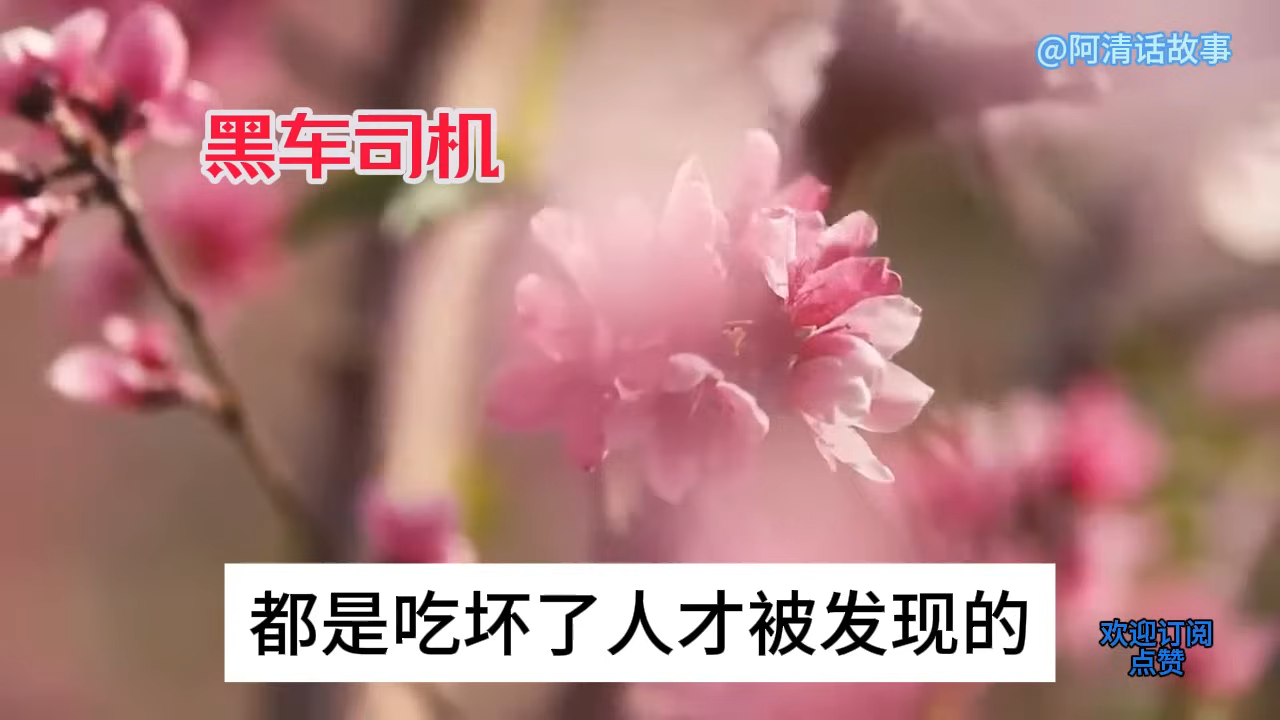 @阿清话故事
黑车司机
都是吃坏了人才被发现的
欢迎订阅
点赞